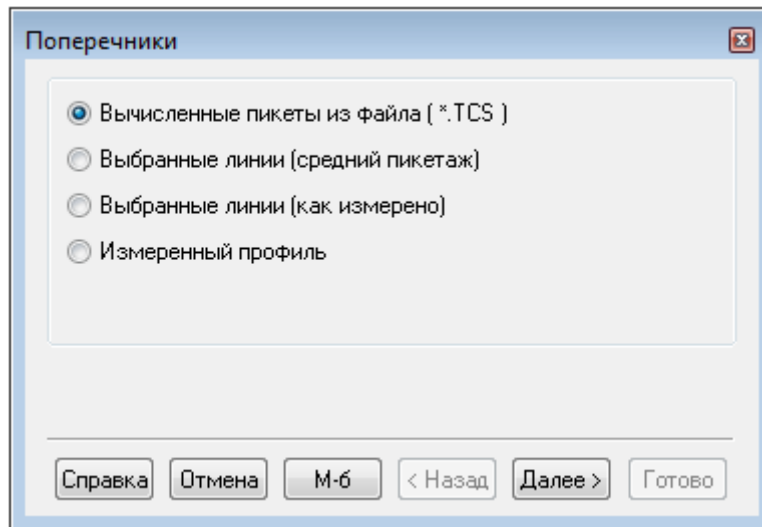 Поперечники
Вычисленные пикеты из файла ( *.TCS )
Выбранные линии (средний пикетаж)
Выбранные линии (как измерено)
Измеренный профиль
Справка Отмена М-б < Назад Далее > Готово